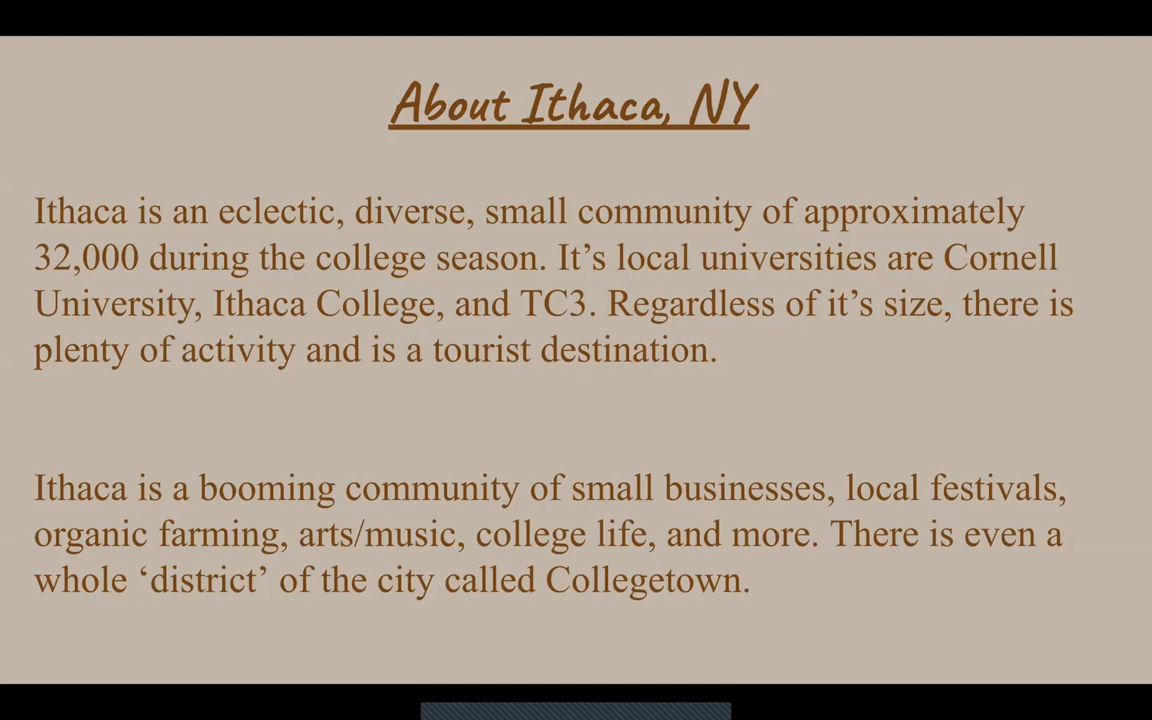 About Ithaca, NY
Ithaca is an eclectic, diverse, small community of approximately
32,000 during the college season. It’s local universities are Cornell
University, Ithaca College, and TC3. Regardless of it’s size, there is
plenty of activity and is a tourist destination.
Ithaca is a booming community of small businesses, local festivals,
organic farming, arts/music, college life, and more. There is even a
whole ‘district’ of the city called Collegetown.